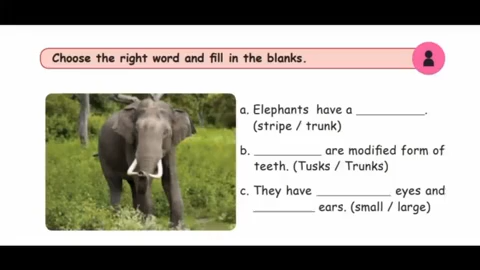 Choose the right word and fill in the blanks.
a. Elephants have a __________.
(stripe / trunk)
b. __________ are modified form of
teeth. (Tusks / Trunks)
c. They have ___________ eyes and
_________ ears. (small / large)